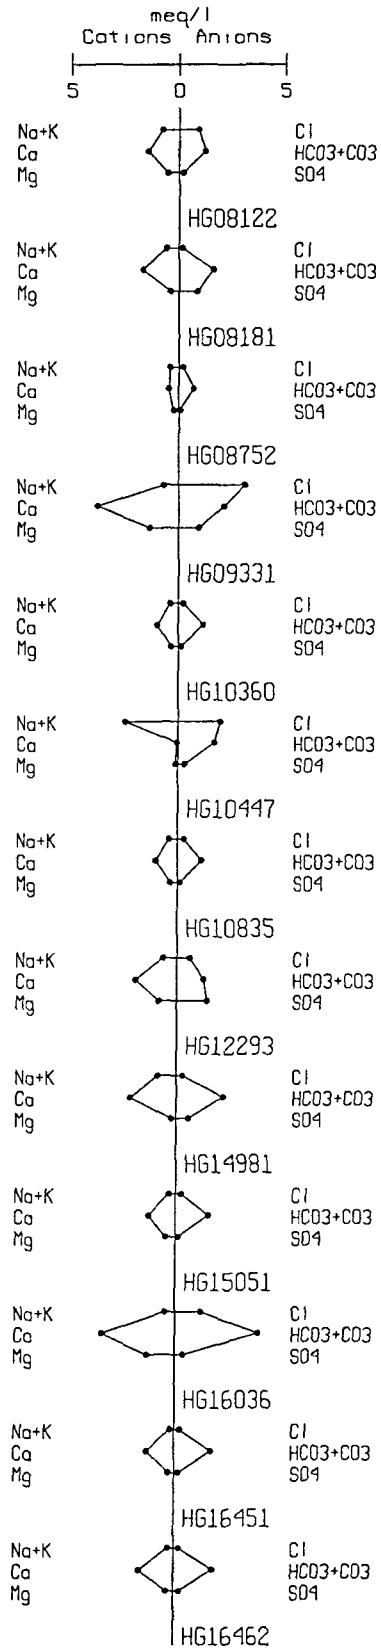 meq/l
Cations Anions
5 0 5
Na+K Cl
Ca HCO3+CO3
Mg SO4
HG08122
Na+K Cl
Ca HCO3+CO3
Mg SO4
HG08181
Na+K Cl
Ca HCO3+CO3
Mg SO4
HG08752
Na+K Cl
Ca HCO3+CO3
Mg SO4
HG09331
Na+K Cl
Ca HCO3+CO3
Mg SO4
HG10360
Na+K Cl
Ca HCO3+CO3
Mg SO4
HG10447
Na+K Cl
Ca HCO3+CO3
Mg SO4
HG10835
Na+K Cl
Ca HCO3+CO3
Mg SO4
HG12293
Na+K Cl
Ca HCO3+CO3
Mg SO4
HG14981
Na+K Cl
Ca HCO3+CO3
Mg SO4
HG15051
Na+K Cl
Ca HCO3+CO3
Mg SO4
HG16036
Na+K Cl
Ca HCO3+CO3
Mg SO4
HG16451
Na+K Cl
Ca HCO3+CO3
Mg SO4
HG16462